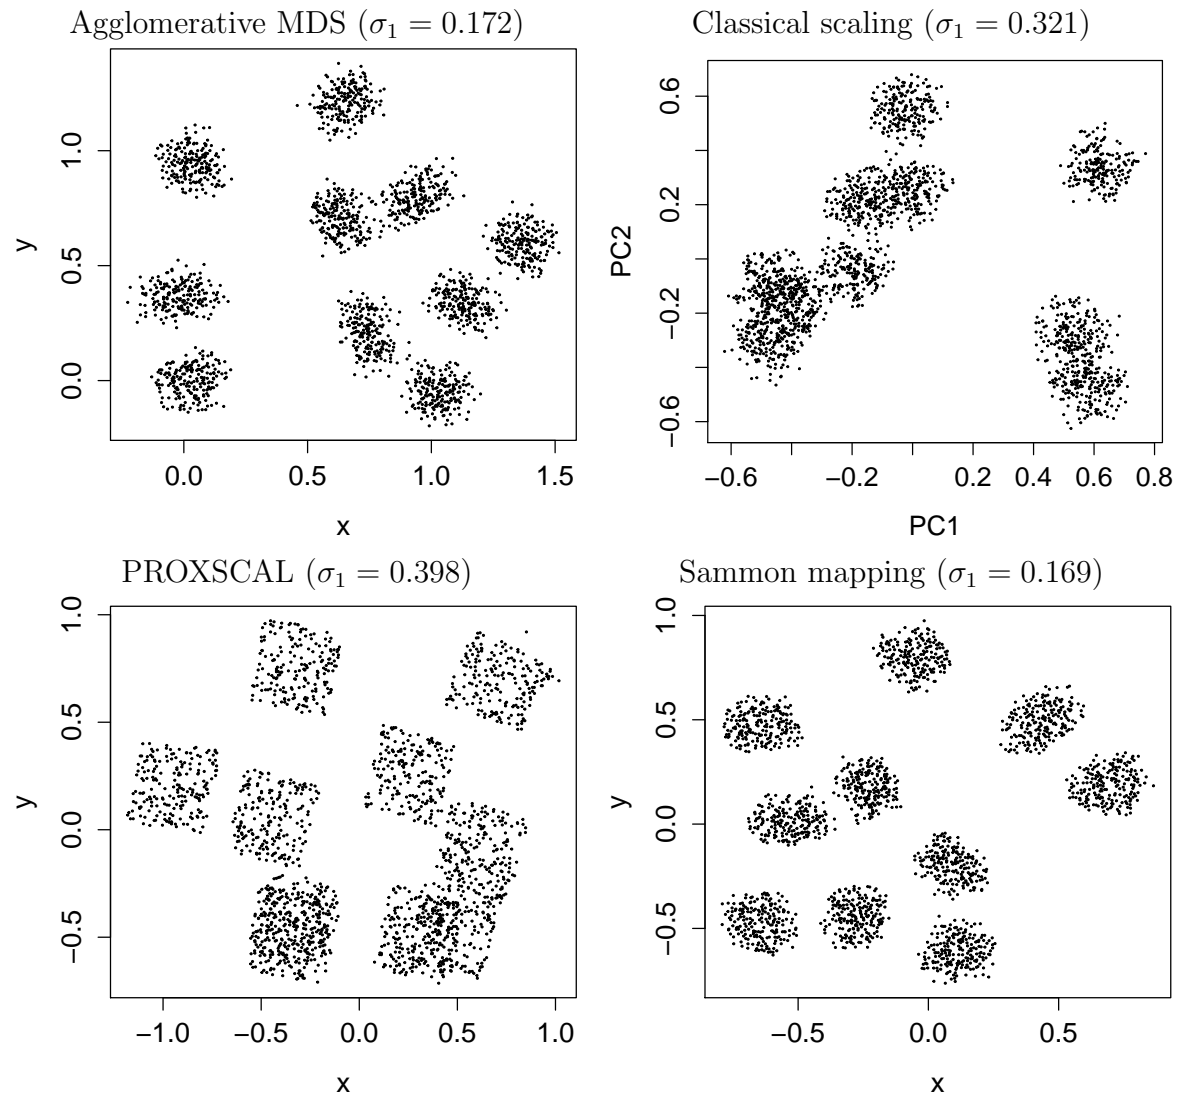 Agglomerative MDS (σ₁ = 0.172)
y
1.0
0.5
0.0
0.0 0.5 1.0 1.5
x
Classical scaling (σ₁ = 0.321)
PC2
0.6
0.2
−0.2
−0.6
−0.6 −0.2 0.2 0.4 0.6 0.8
PC1
PROXSCAL (σ₁ = 0.398)
y
1.0
0.5
0.0
−0.5
−1.0 −0.5 0.0 0.5 1.0
x
Sammon mapping (σ₁ = 0.169)
y
1.0
0.5
0.0
−0.5
−0.5 0.0 0.5
x